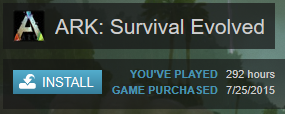 ARK: Survival Evolved
INSTALL
YOU'VE PLAYED 292 hours
GAME PURCHASED 7/25/2015